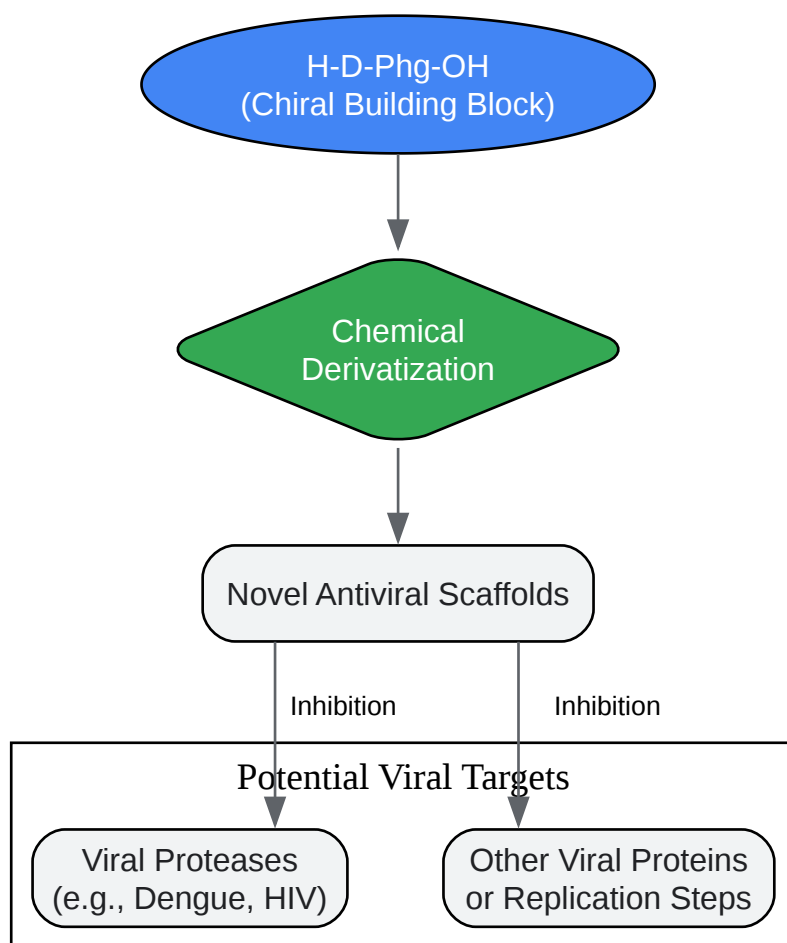 H-D-Phg-OH
(Chiral Building Block)
Chemical
Derivatization
Novel Antiviral Scaffolds
Inhibition
Inhibition
Potential Viral Targets
Viral Proteases
(e.g., Dengue, HIV)
Other Viral Proteins
or Replication Steps